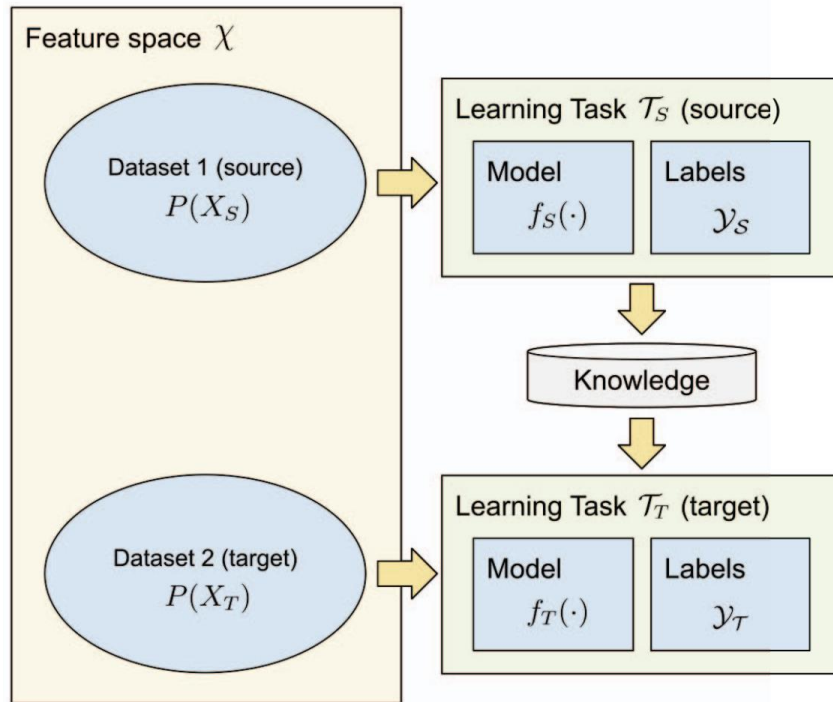 Feature space χ
Dataset 1 (source)
P(X_S)
Learning Task 𝒯_S (source)
Model
f_S(·)
Labels
𝒴_𝒮
Knowledge
Dataset 2 (target)
P(X_T)
Learning Task 𝒯_T (target)
Model
f_T(·)
Labels
𝒴_𝒯